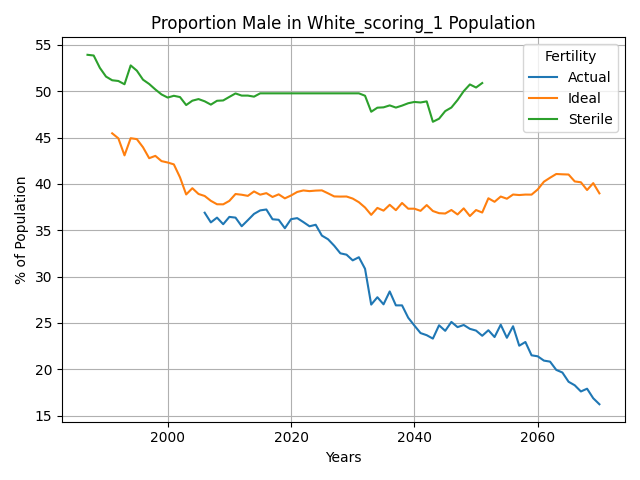 Proportion Male in White_scoring_1 Population
% of Population
55
50
45
40
35
30
25
20
15
Fertility
Actual
Ideal
Sterile
2000
2020
2040
2060
Years